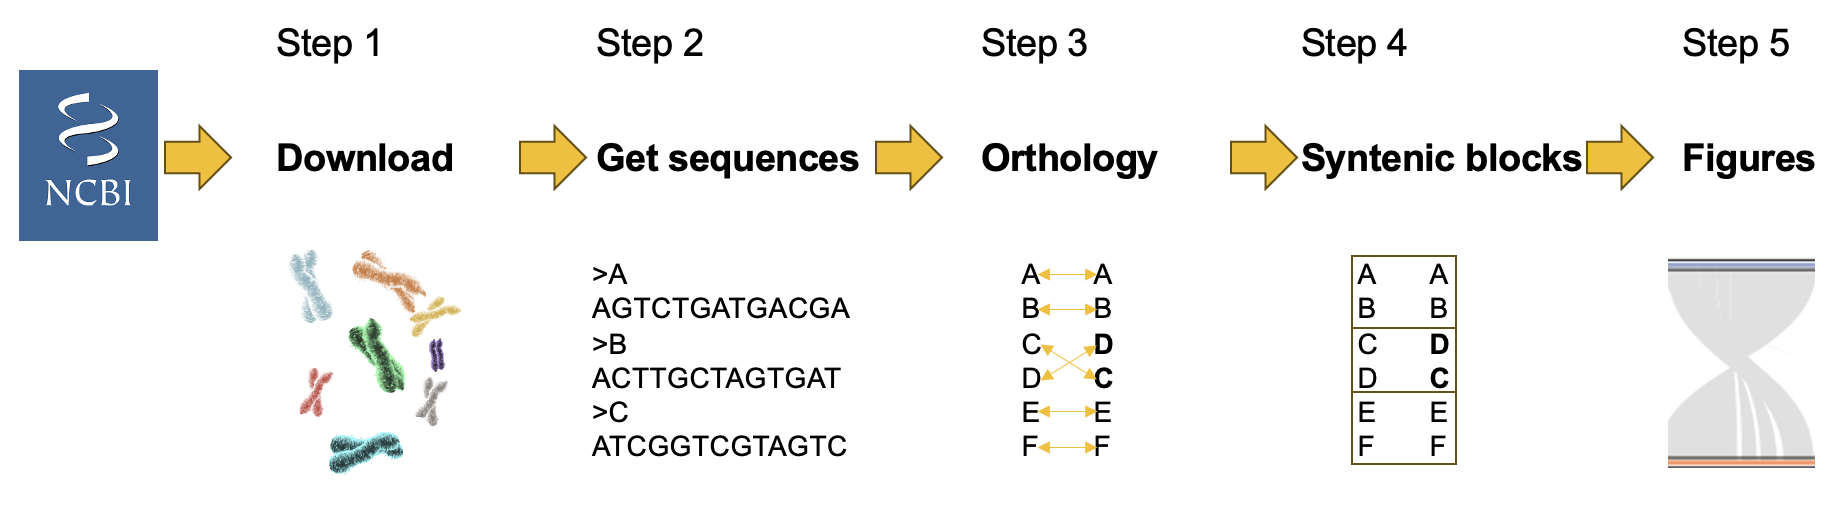 Step 1
Step 2
Step 3
Step 4
Step 5
NCBI
Download
Get sequences
Orthology
Syntenic blocks
Figures
>A
AGTCTGATGACGA
>B
ACTTGCTAGTGAT
>C
ATCGGTCGTAGTC
A A
B B
C D
D C
E E
F F
A A
B B
C D
D C
E E
F F